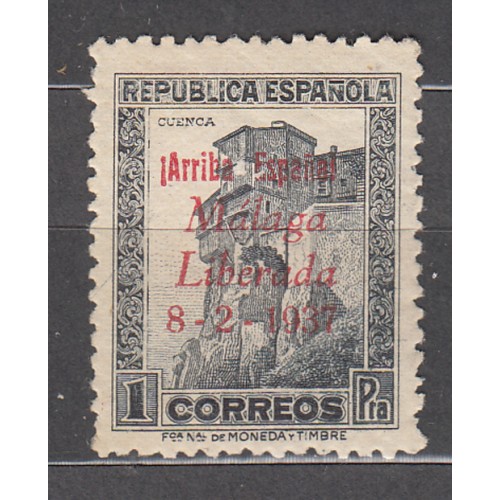 REPUBLICA ESPAÑOLA
CUENCA
¡Arriba España!
Málaga
Liberada
8 - 2 - 1937
1 CORREOS Pta
Fca Nal DE MONEDA Y TIMBRE